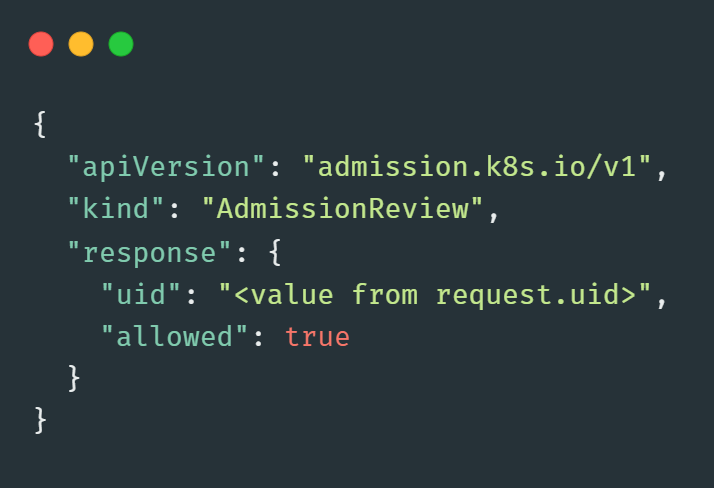 {
  "apiVersion": "admission.k8s.io/v1",
  "kind": "AdmissionReview",
  "response": {
    "uid": "<value from request.uid>",
    "allowed": true
  }
}